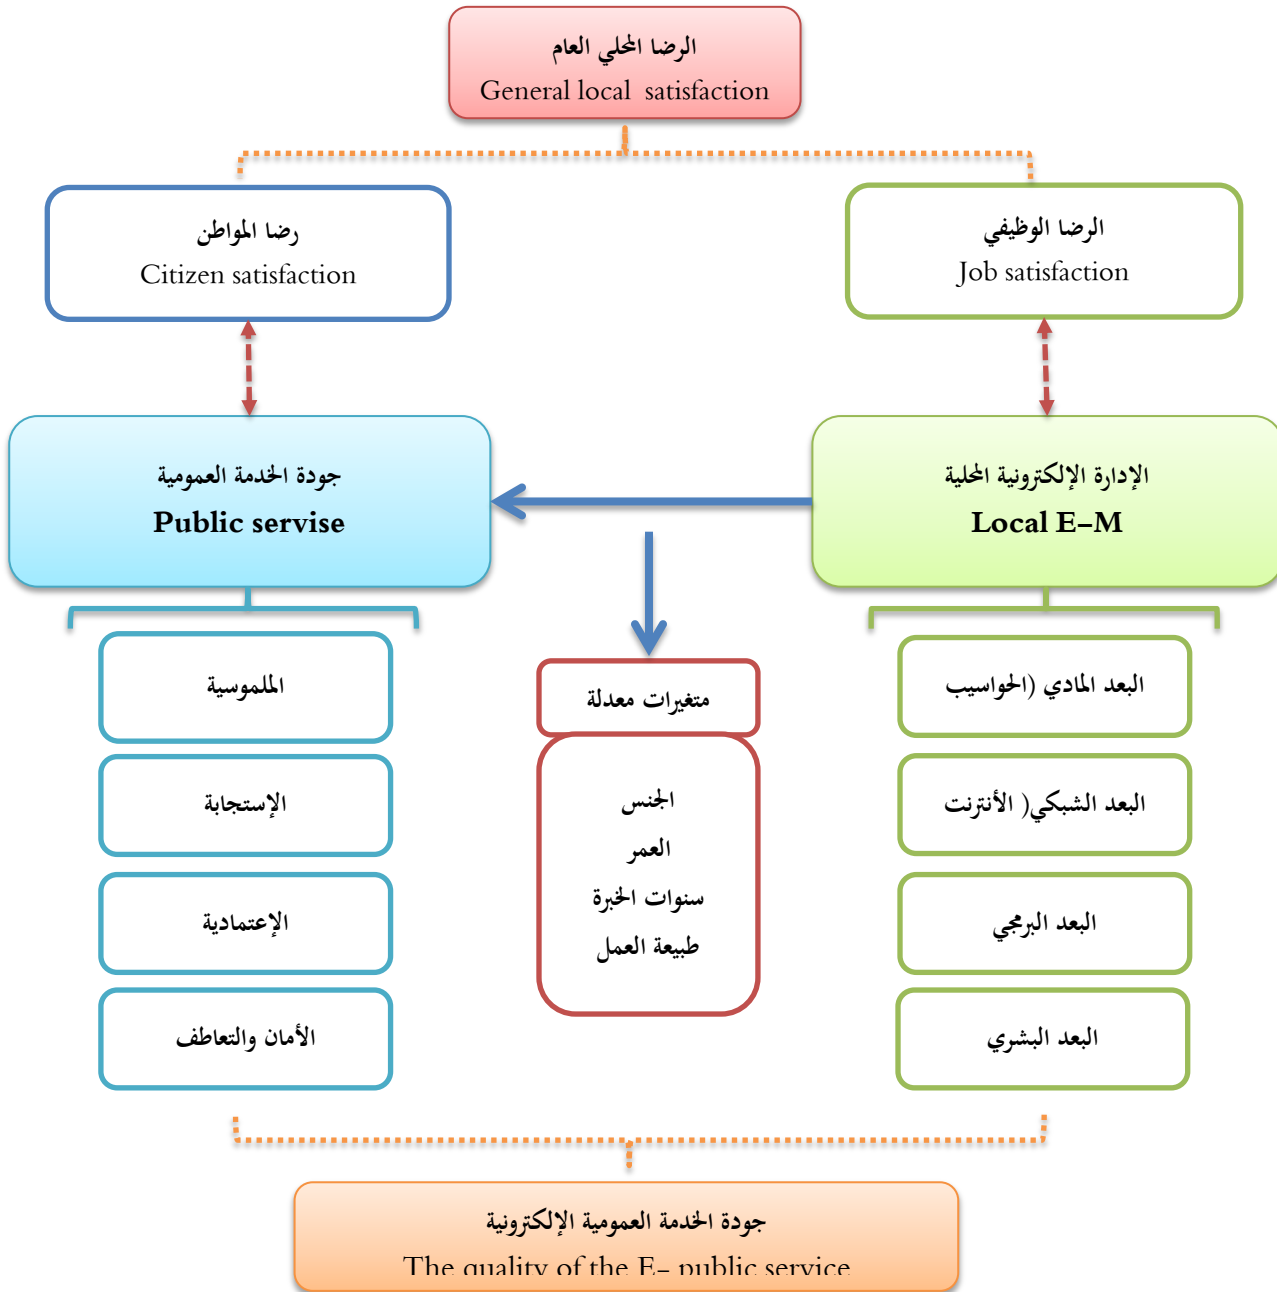 الرضا المحلي العام
General local satisfaction
رضا المواطن
Citizen satisfaction
الرضا الوظيفي
Job satisfaction
جودة الخدمة العمومية
Public servise
الإدارة الإلكترونية المحلية
Local E-M
الملموسية
الإستجابة
الإعتمادية
الأمان والتعاطف
متغيرات معدلة
الجنس
العمر
سنوات الخبرة
طبيعة العمل
البعد المادي (الحواسيب
البعد الشبكي( الأنترنت
البعد البرمجي
البعد البشري
جودة الخدمة العمومية الإلكترونية
The quality of the E- public service